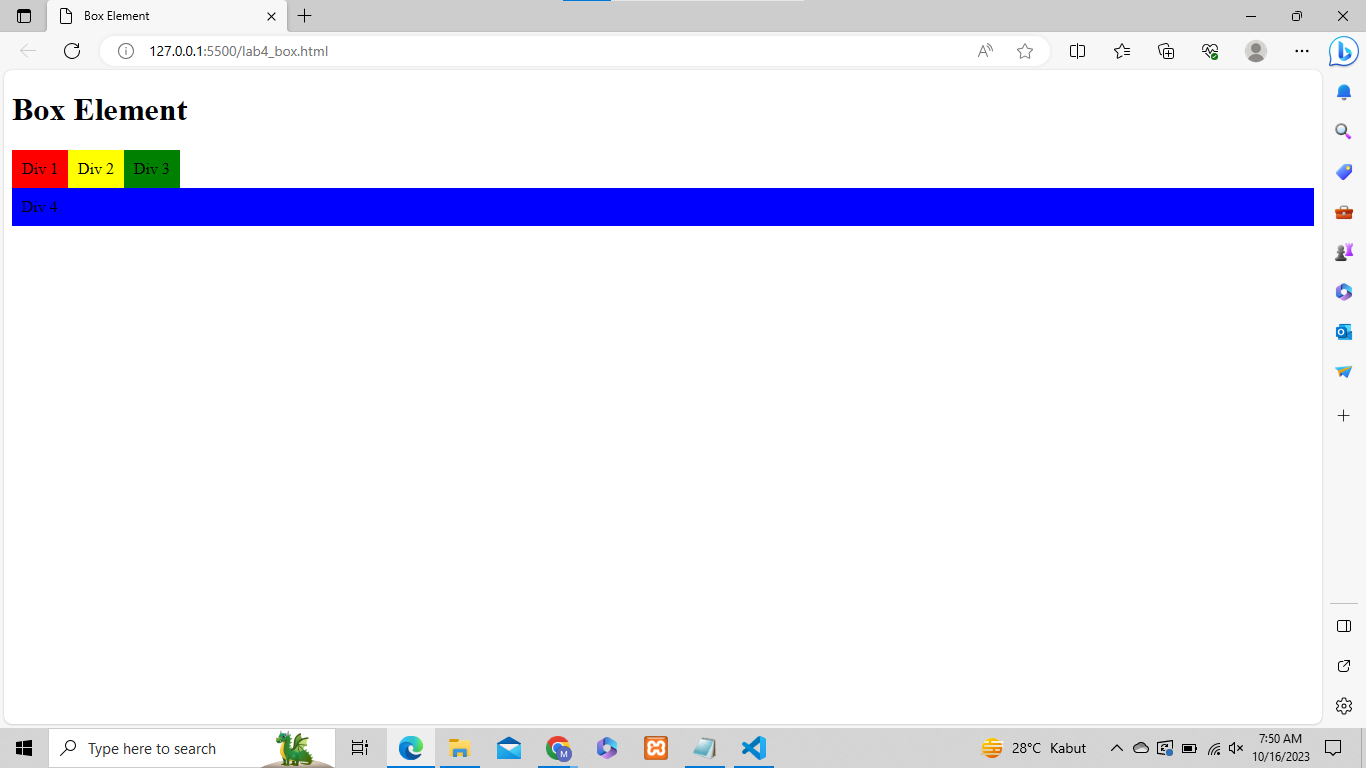 Box Element
127.0.0.1:5500/lab4_box.html
Box Element
Div 1 Div 2 Div 3
Div 4
Type here to search
28°C Kabut
7:50 AM
10/16/2023